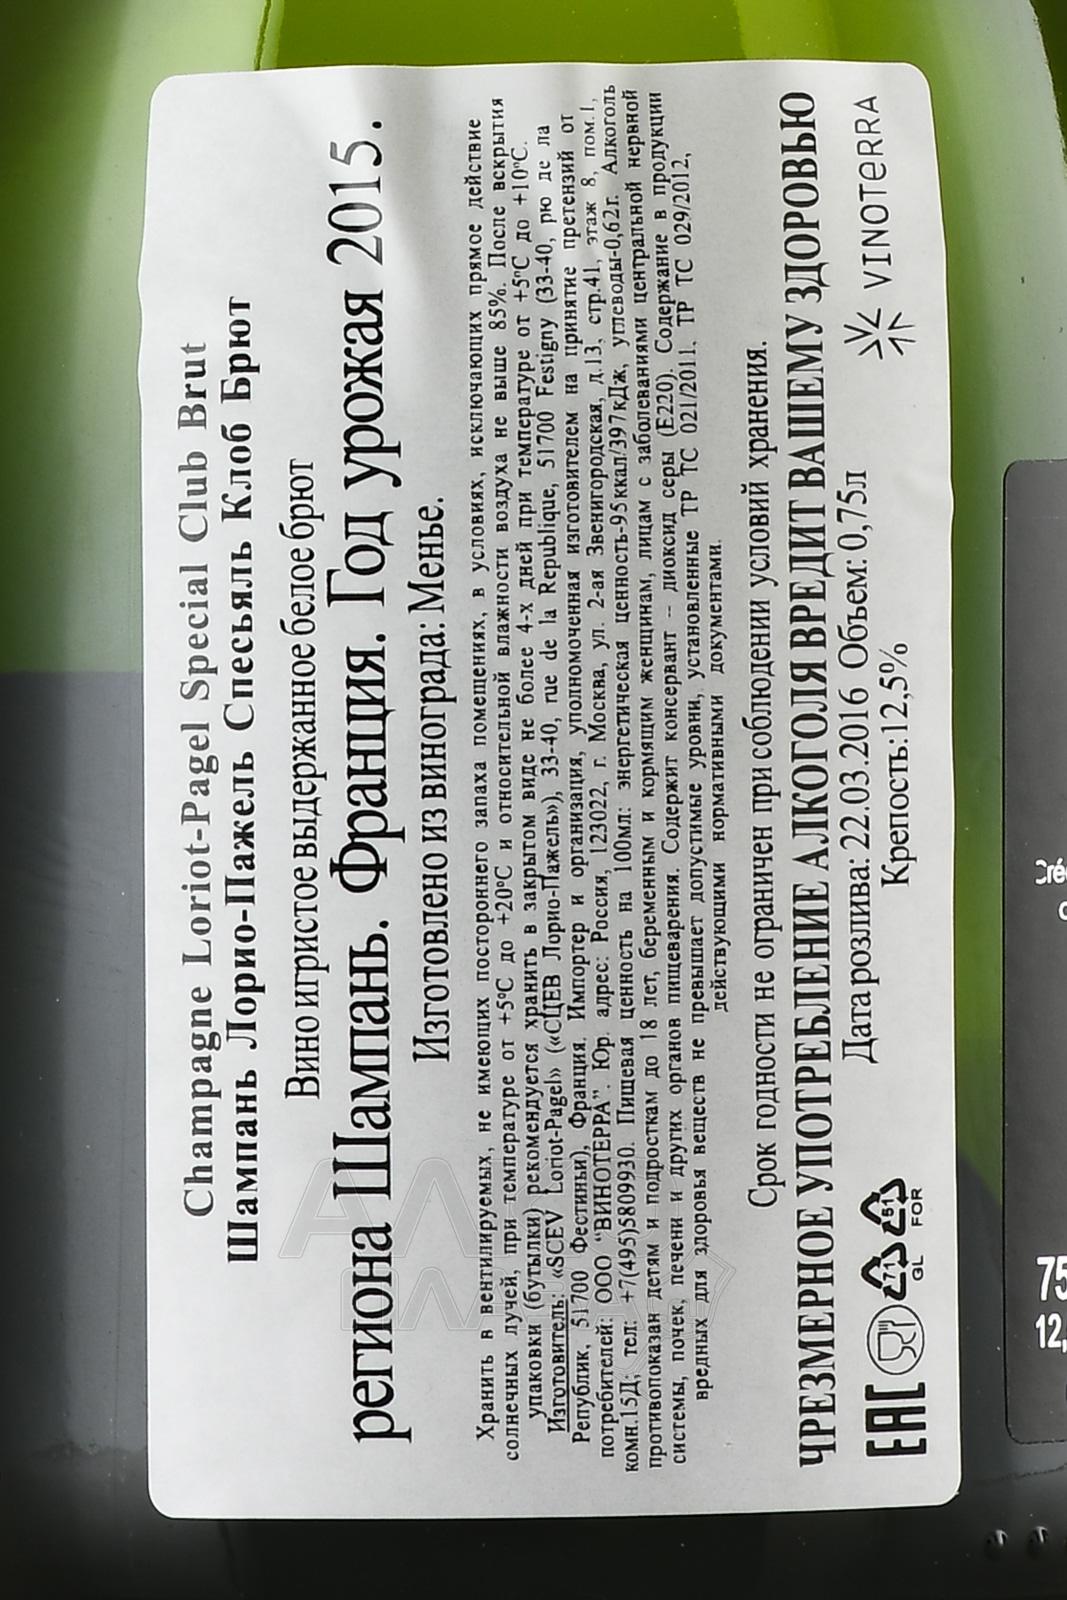 Champagne Loriot-Pagel Special Club Brut
Шампань Лорио-Пажель Спесьяль Клоб Брют
Вино игристое выдержанное белое брют
региона Шампань. Франция. Год урожая 2015.
Изготовлено из винограда: Менье.
Хранить в вентилируемых, не имеющих постороннего запаха помещениях, в условиях, исключающих прямое действие
солнечных лучей, при температуре от +5°C до +20°C и относительной влажности воздуха не выше 85%. После вскрытия
упаковки (бутылки) рекомендуется хранить в закрытом виде не более 4-х дней при температуре от +5°C до +10°C.
Изготовитель: «SCEV Loriot-Pagel» («СЦЕВ Лорио-Пажель»), 33-40, rue de la Republique, 51700 Festigny (33-40, рю де ла
Републик, 51700 Фестиньи), Франция. Импортер и организация, уполномоченная изготовителем на принятие претензий от
потребителей: ООО "ВИНОТЕРРА". Юр. адрес: Россия, 123022, г. Москва, ул. 2-ая Звенигородская, д.13, стр.41, этаж 8, пом.I,
комн.15Д; тел: +7(495)5809930. Пищевая ценность на 100мл: энергетическая ценность-95ккал/397кДж, углеводы-0,62г. Алкоголь
противопоказан детям и подросткам до 18 лет, беременным и кормящим женщинам, лицам с заболеваниями центральной нервной
системы, почек, печени и других органов пищеварения. Содержит консервант – диоксид серы (Е220). Содержание в продукции
вредных для здоровья веществ не превышает допустимые уровни, установленные ТР ТС 021/2011, ТР ТС 029/2012,
действующими нормативными документами.
Срок годности не ограничен при соблюдении условий хранения.
ЧРЕЗМЕРНОЕ УПОТРЕБЛЕНИЕ АЛКОГОЛЯ ВРЕДИТ ВАШЕМУ ЗДОРОВЬЮ
Дата розлива: 22.03.2016 Объем: 0,75л
Крепость: 12,5%
EAC
71
GL
51
FOR
VINOTERRA
75
12,